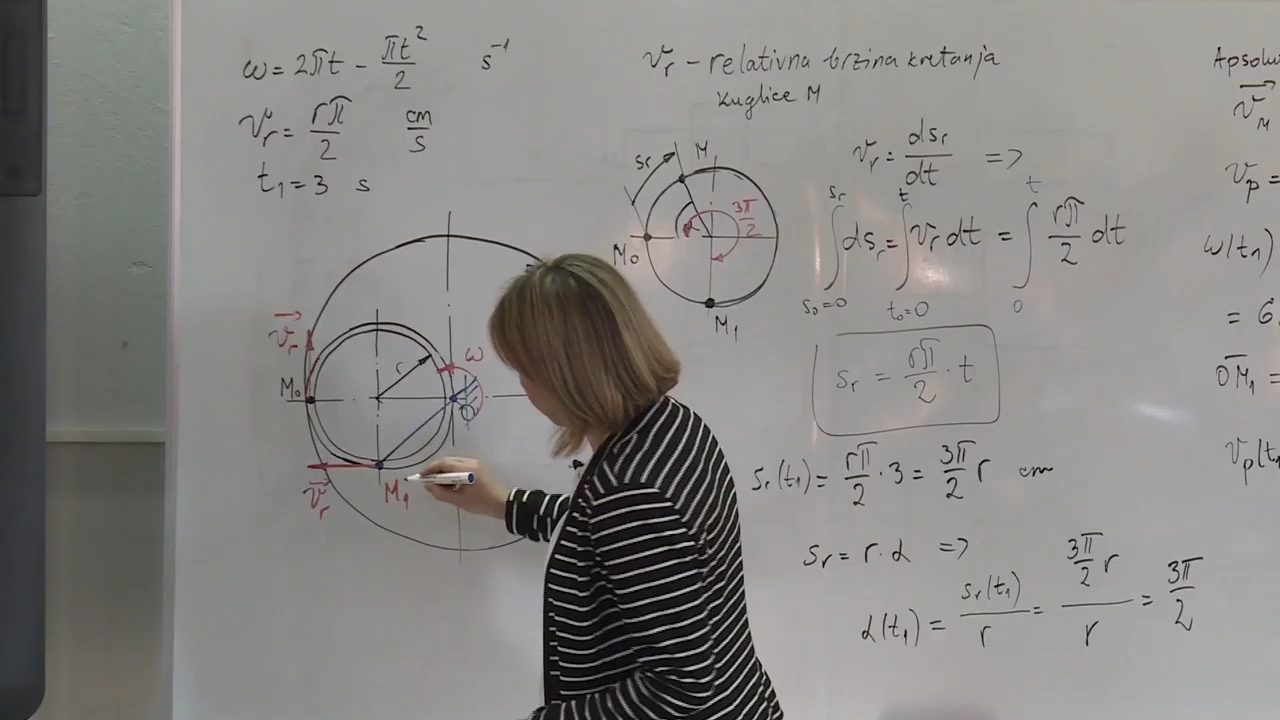 ω = 2πt − πt²/2   s⁻¹
v_r = rπ/2   cm/s
t₁ = 3   s
v_r
M₀
r
ω
O
M₁
v_r
v_r – relativna brzina kretanja
kuglice M
s_r
M
3π/2
α
M₀
M₁
v_r = ds_r/dt =>
∫_{s₀=0}^{s_r} ds_r = ∫_{t₀=0}^{t} v_r dt = ∫_{0}^{t} rπ/2 dt
s_r = rπ/2 · t
s_r(t₁) = rπ/2 · 3 = 3π/2 r   cm
s_r = r·α =>
α(t₁) = s_r(t₁)/r = (3π/2 r)/r = 3π/2
Apsolu
v_M
v_p =
ω(t₁)
= 6.
OM₁ =
v_p(t₁